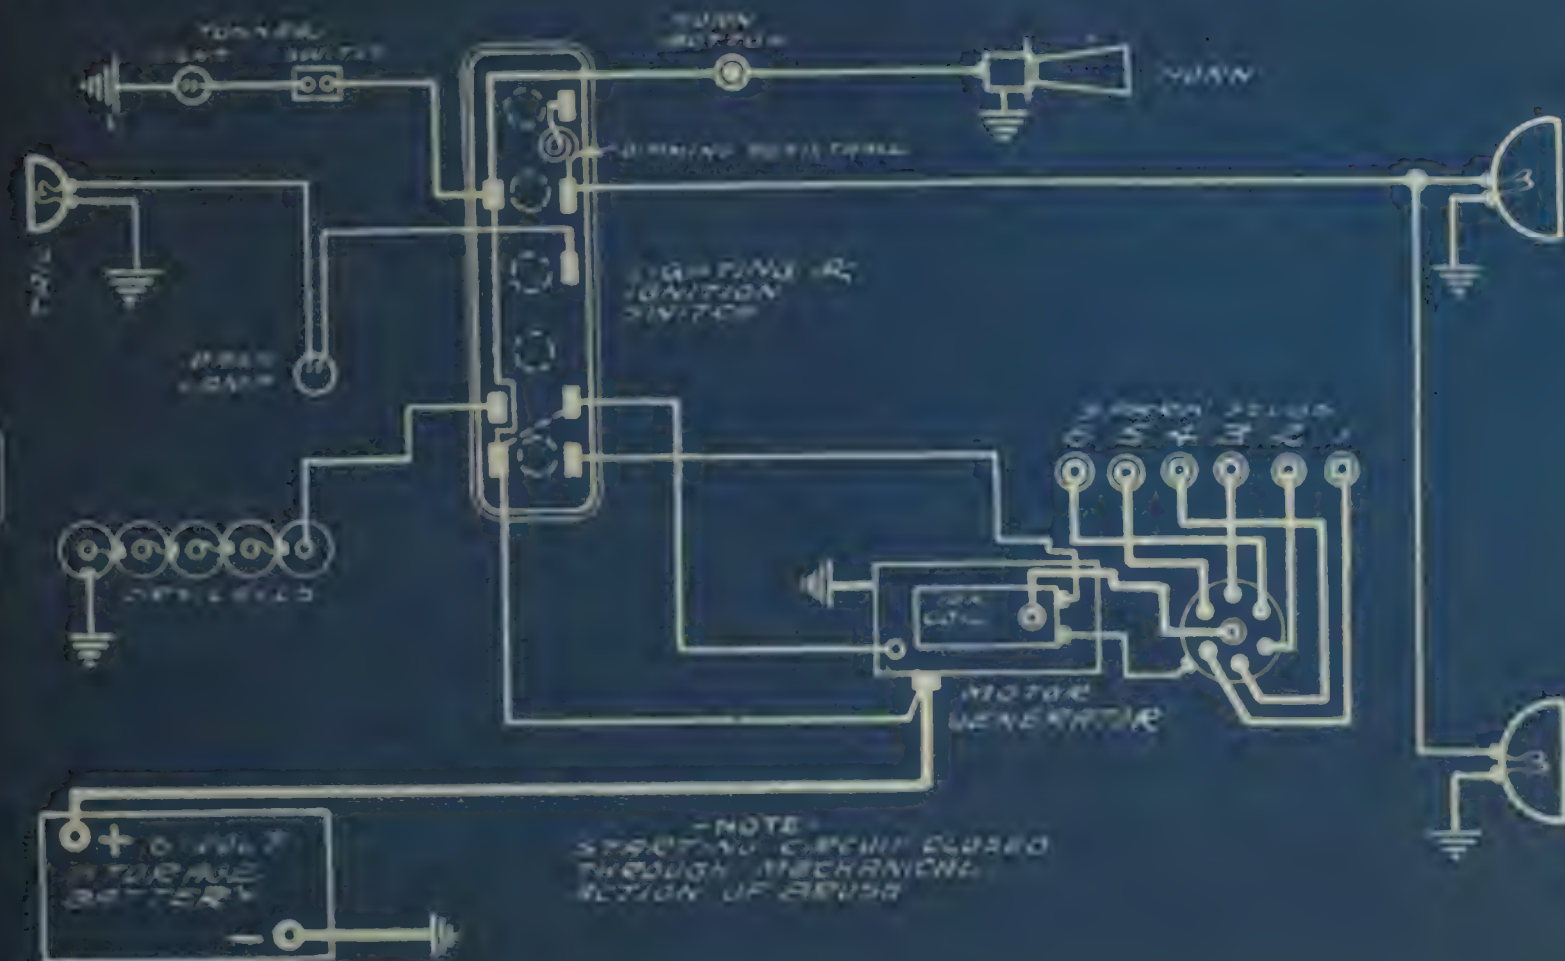 TONNEAU
LIGHT SWITCH
HORN
BUTTON
HORN
DIMMING RESISTANCE
LIGHTING &
IGNITION
SWITCH
TAIL
DASH
LAMP
SPARK PLUGS
6 5 4 3 2 1
DRY CELLS
IGN.
COIL
MOTOR
GENERATOR
+ 6 VOLT
STORAGE
BATTERY
-
-NOTE-
STARTING CIRCUIT CLOSED
THROUGH MECHANICAL
ACTION OF BRUSH